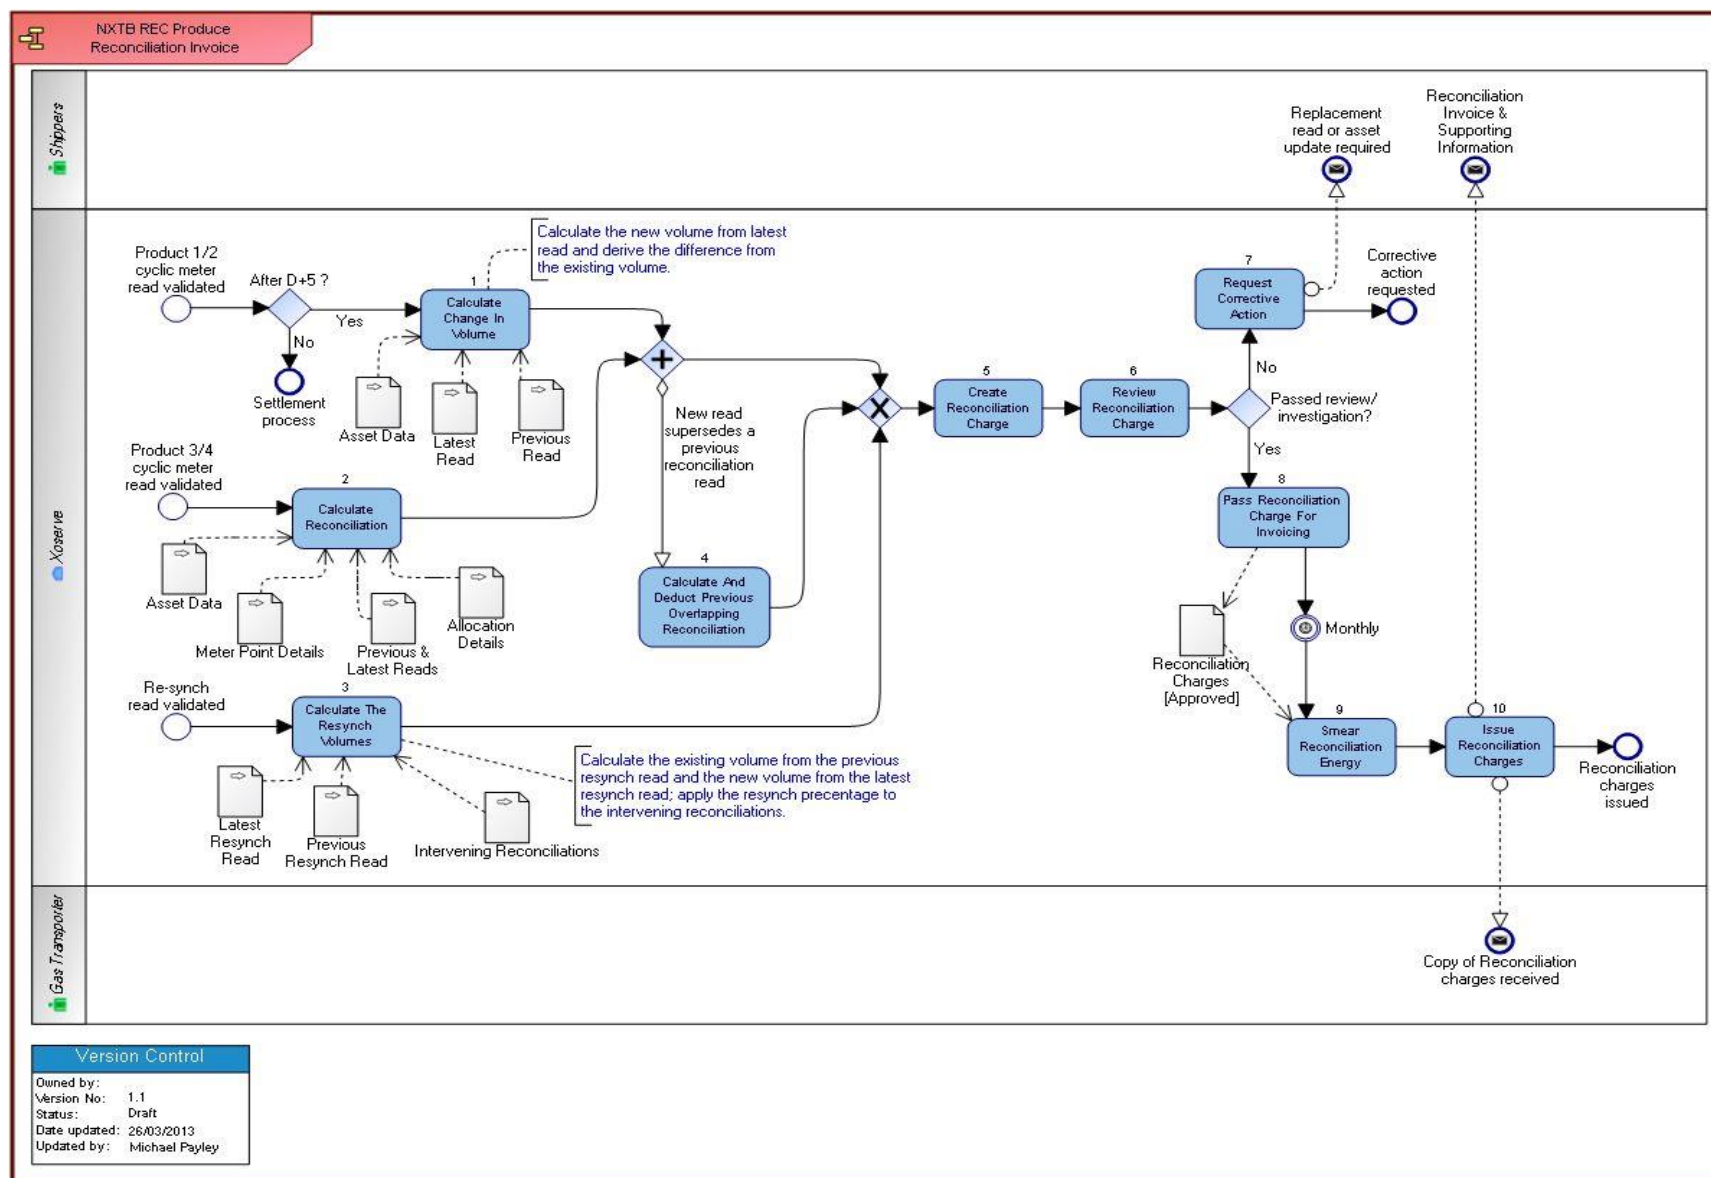 NXTB REC Produce
Reconciliation Invoice
Shippers
Replacement
read or asset
update required
Reconciliation
Invoice &
Supporting
Information
Xoserve
Product 1/2
cyclic meter
read validated
After D+5 ?
Yes
No
Settlement
process
1
Calculate
Change In
Volume
Calculate the new volume from latest
read and derive the difference from
the existing volume.
Asset Data
Latest
Read
Previous
Read
Product 3/4
cyclic meter
read validated
2
Calculate
Reconciliation
Asset Data
Meter Point Details
Previous &
Latest Reads
Allocation
Details
Re-synch
read validated
3
Calculate The
Resynch
Volumes
Latest
Resynch
Read
Previous
Resynch Read
Intervening Reconciliations
Calculate the existing volume from the previous
resynch read and the new volume from the latest
resynch read; apply the resynch precentage to
the intervening reconciliations.
New read
supersedes a
previous
reconciliation
read
4
Calculate And
Deduct Previous
Overlapping
Reconciliation
5
Create
Reconciliation
Charge
6
Review
Reconciliation
Charge
Passed review/
investigation?
No
Yes
7
Request
Corrective
Action
Corrective
action
requested
8
Pass Reconciliation
Charge For
Invoicing
Monthly
Reconciliation
Charges
[Approved]
9
Smear
Reconciliation
Energy
10
Issue
Reconciliation
Charges
Reconciliation
charges
issued
Gas Transporter
Copy of Reconciliation
charges received
Version Control
Owned by:
Version No: 1.1
Status: Draft
Date updated: 26/03/2013
Updated by: Michael Payley